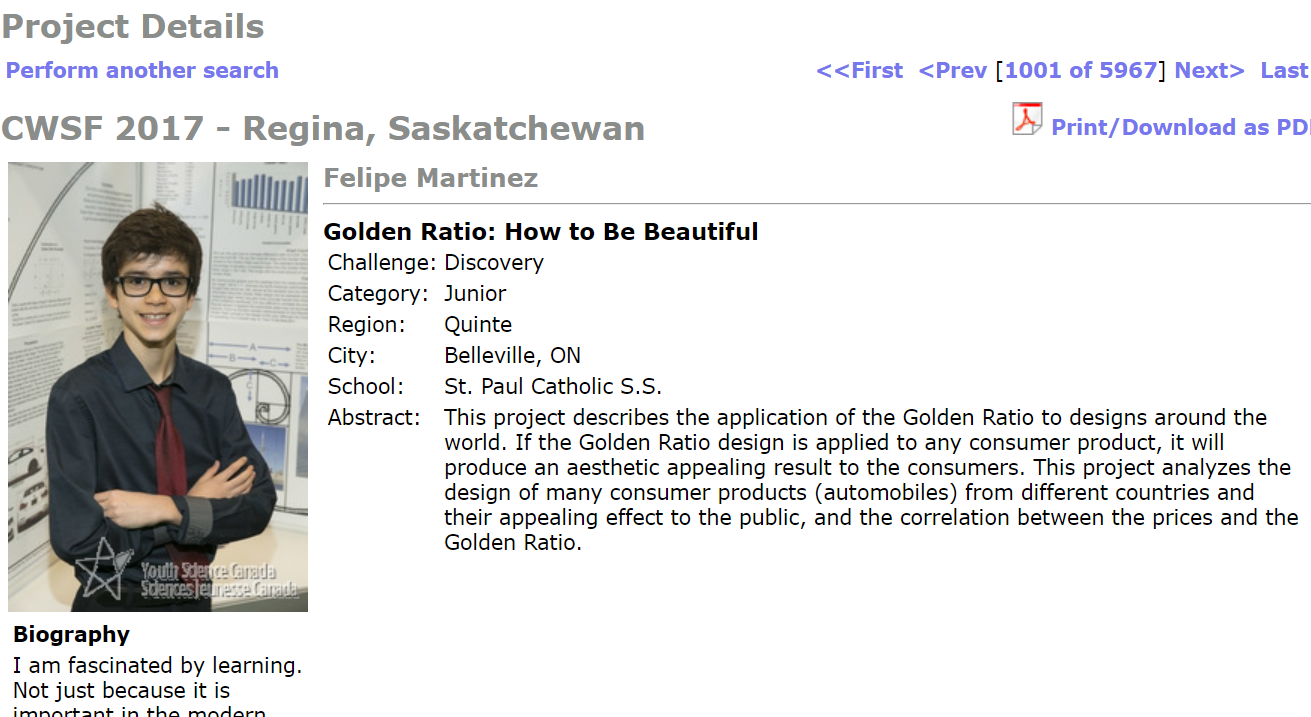 Project Details
Perform another search
<<First <Prev [1001 of 5967] Next> Last
CWSF 2017 - Regina, Saskatchewan
Print/Download as PD
Felipe Martinez
Golden Ratio: How to Be Beautiful
Challenge: Discovery
Category: Junior
Region: Quinte
City: Belleville, ON
School: St. Paul Catholic S.S.
Abstract: This project describes the application of the Golden Ratio to designs around the
world. If the Golden Ratio design is applied to any consumer product, it will
produce an aesthetic appealing result to the consumers. This project analyzes the
design of many consumer products (automobiles) from different countries and
their appealing effect to the public, and the correlation between the prices and the
Golden Ratio.
A
B
C
C
Youth Science Canada
Sciences Jeunesse Canada
Biography
I am fascinated by learning.
Not just because it is
important in the modern